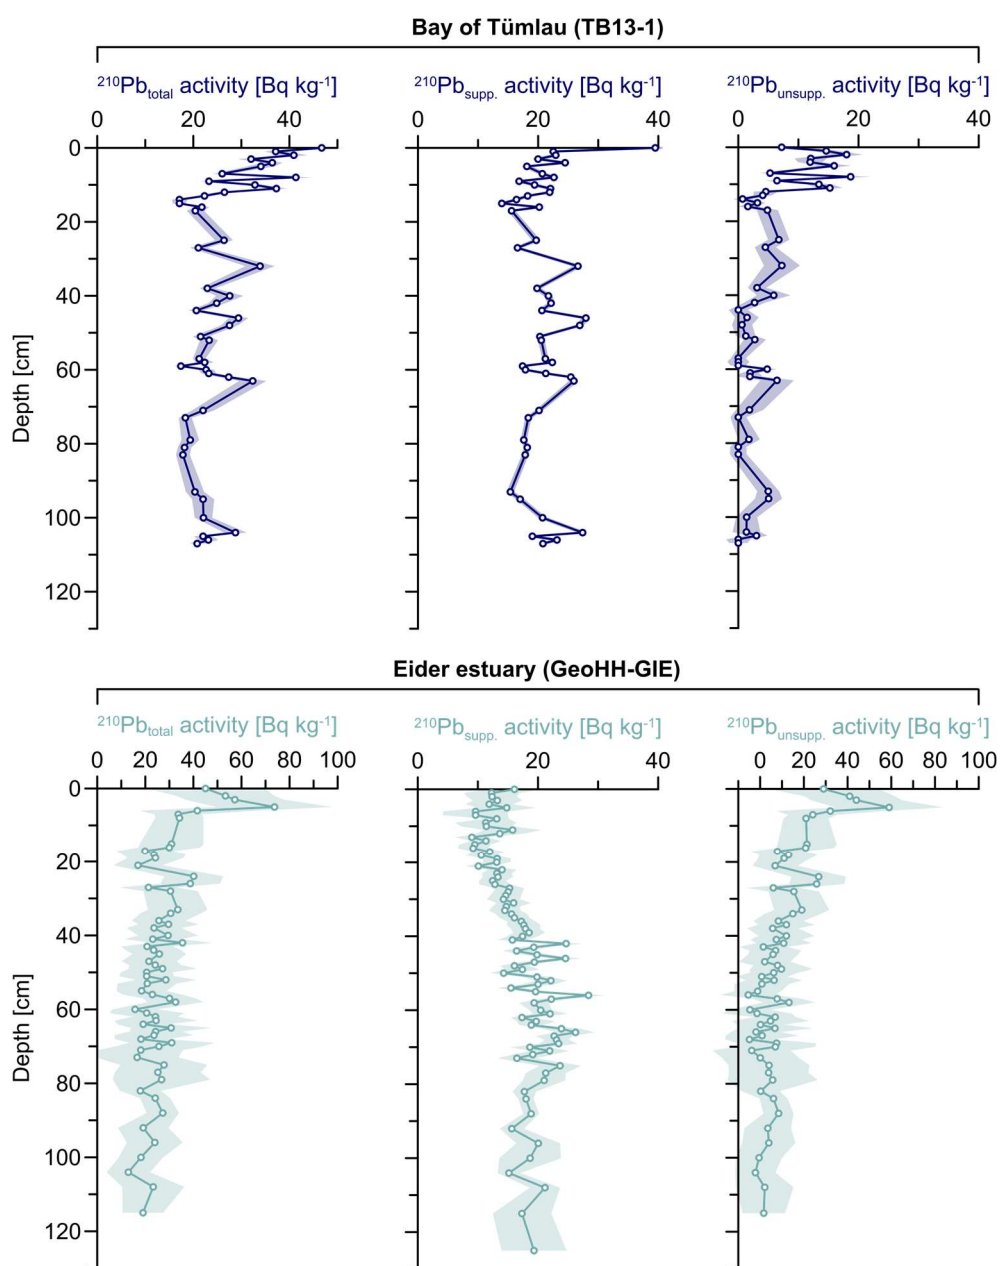 Bay of Tümlau (TB13-1)
²¹⁰Pbtotal activity [Bq kg⁻¹] ²¹⁰Pbsupp. activity [Bq kg⁻¹] ²¹⁰Pbunsupp. activity [Bq kg⁻¹]
0 20 40 0 20 40 0 20 40
0
20
40
60
80
100
120
Depth [cm]
Eider estuary (GeoHH-GIE)
²¹⁰Pbtotal activity [Bq kg⁻¹] ²¹⁰Pbsupp. activity [Bq kg⁻¹] ²¹⁰Pbunsupp. activity [Bq kg⁻¹]
0 20 40 60 80 100 0 20 40 0 20 40 60 80 100
0
20
40
60
80
100
120
Depth [cm]